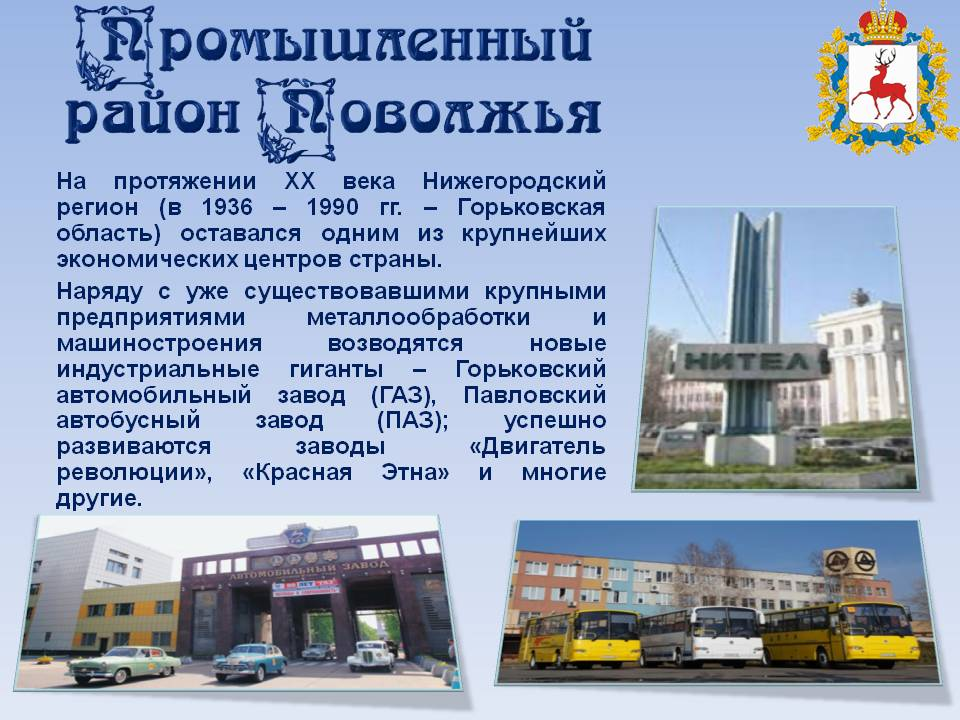 Промышленный
район Поволжья
На протяжении XX века Нижегородский
регион (в 1936 – 1990 гг. – Горьковская
область) оставался одним из крупнейших
экономических центров страны.
Наряду с уже существовавшими крупными
предприятиями металлообработки и
машиностроения возводятся новые
индустриальные гиганты – Горьковский
автомобильный завод (ГАЗ), Павловский
автобусный завод (ПАЗ); успешно
развиваются заводы «Двигатель
революции», «Красная Этна» и многие
другие.
НИТЕЛ
АВТОМОБИЛЬНЫЙ ЗАВОД